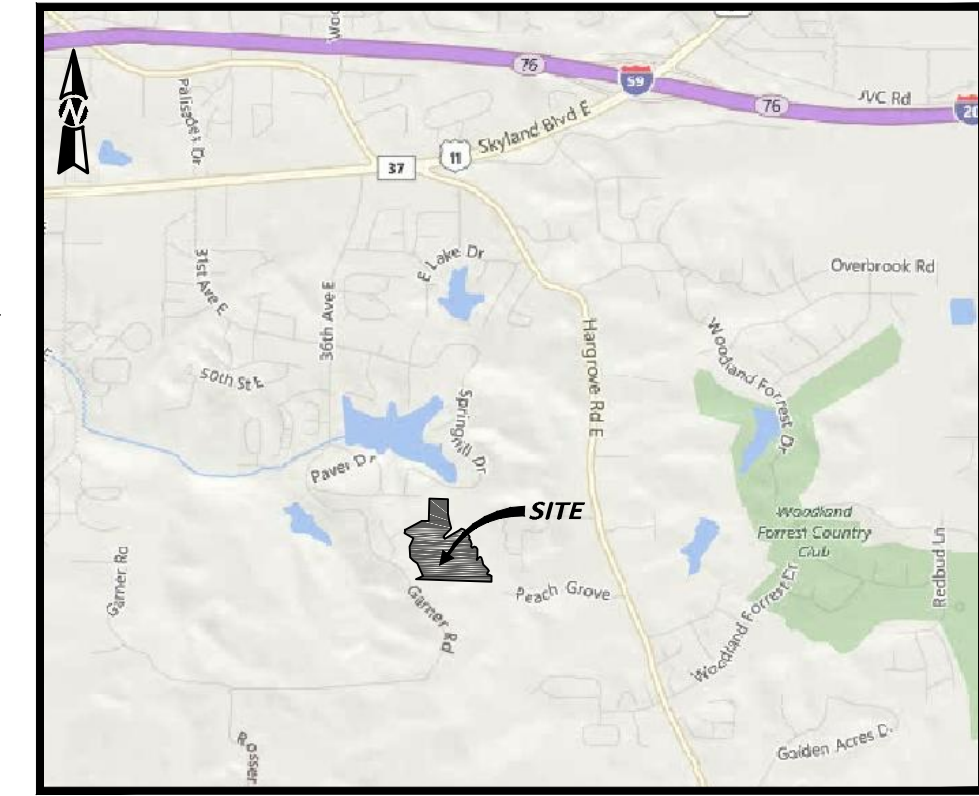 76
59
76
JVC Rd
20
N
Palisades Dr
Skyland Blvd E
11
37
E Lake Dr
31st Ave E
36th Ave E
Overbrook Rd
Hargrove Rd E
Woodland Forrest Dr
50th St E
Springhill Dr
Paver Dr
SITE
Woodland
Forrest Country
Club
Redbud Ln
Garner Rd
Garner Rd
Peach Grove
Woodland Forrest Dr
Golden Acres D.
Rosser